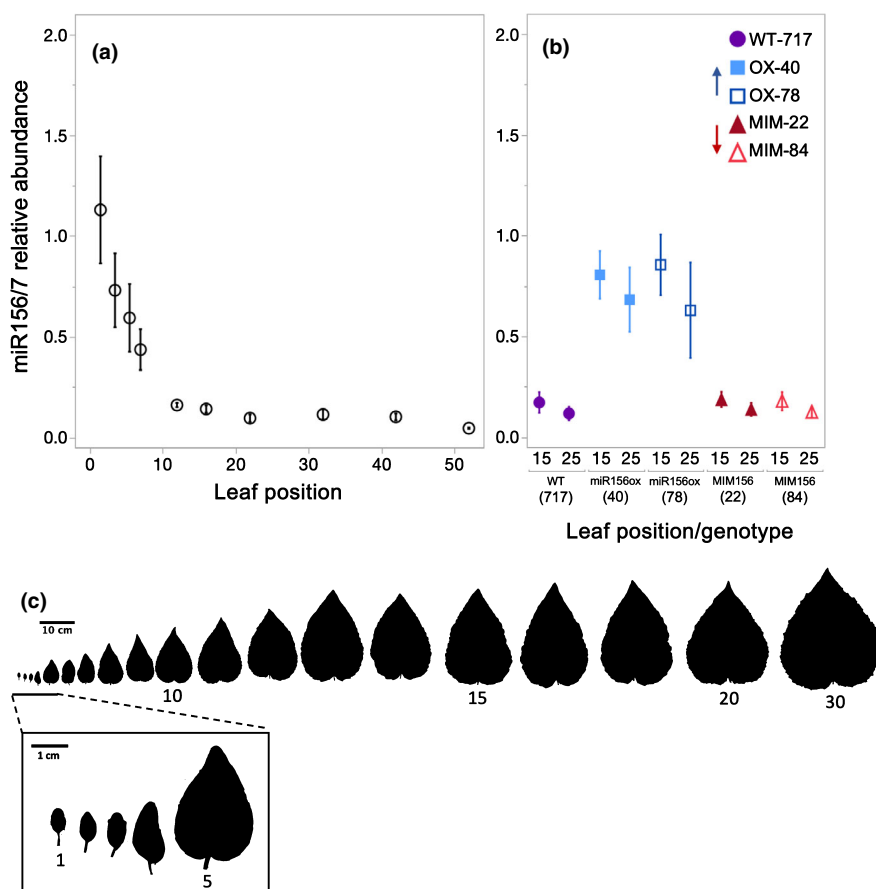 (a)
miR156/7 relative abundance
2.0
1.5
1.0
0.5
0.0
0 10 20 30 40 50
Leaf position
(b)
WT-717
OX-40
OX-78
MIM-22
MIM-84
2.0
1.5
1.0
0.5
0.0
15 25 15 25 15 25 15 25 15 25
WT miR156ox miR156ox MIM156 MIM156
(717) (40) (78) (22) (84)
Leaf position/genotype
(c)
10 cm
10 15 20 30
1 cm
1 5